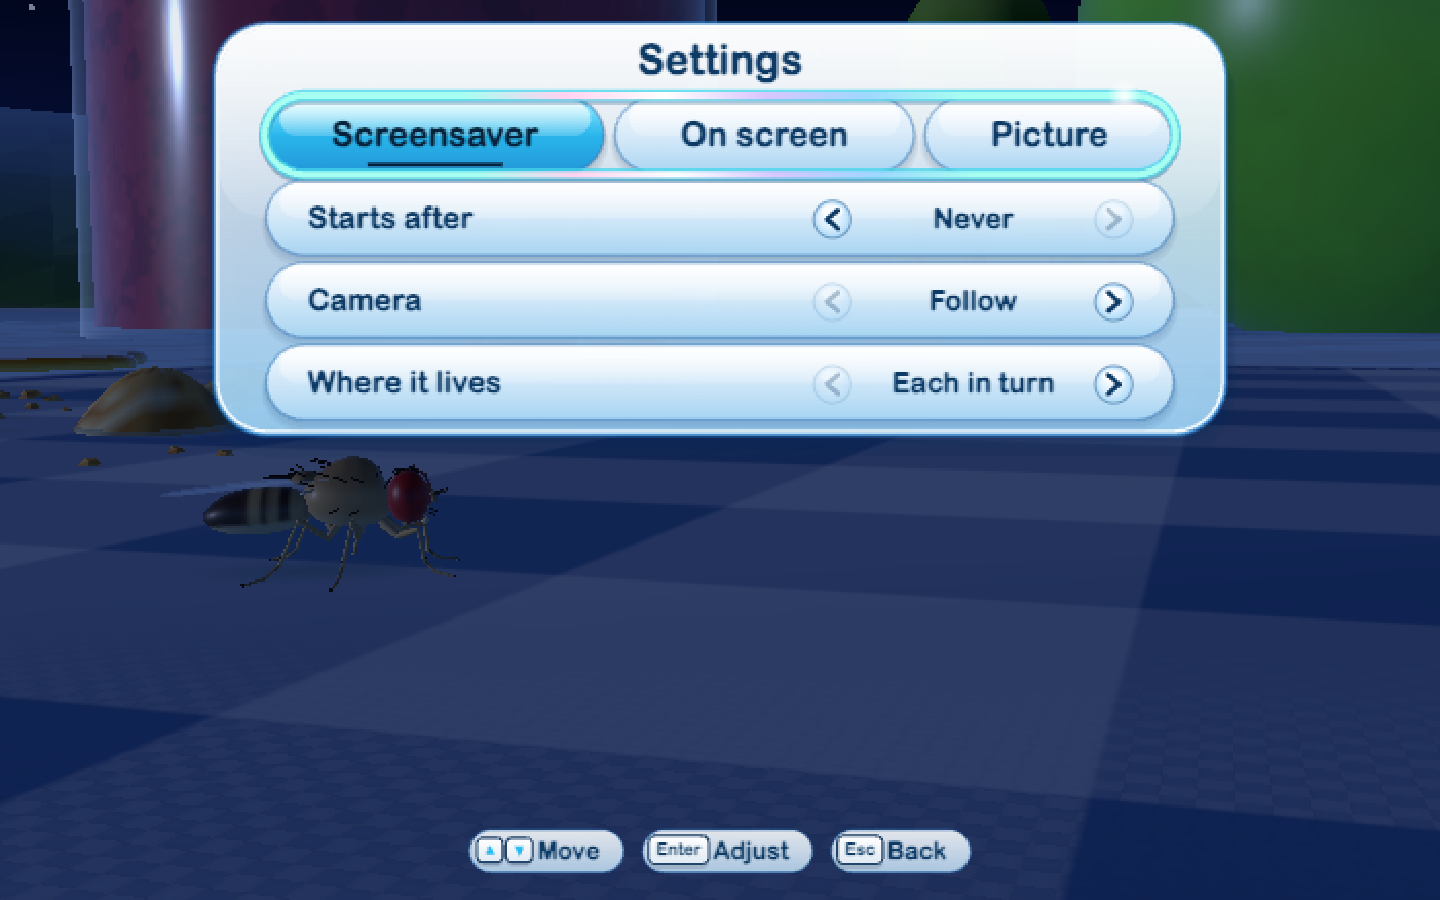 Settings
Screensaver On screen Picture
Starts after Never
Camera Follow
Where it lives Each in turn
Move Enter Adjust Esc Back